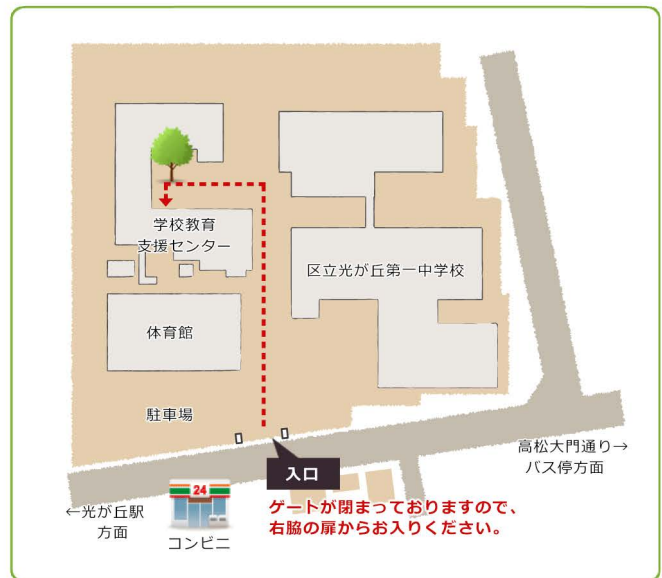 学校教育
支援センター
区立光が丘第一中学校
体育館
駐車場
高松大門通り→
バス停方面
入口
24
←光が丘駅
方面
コンビニ
ゲートが閉まっておりますので、
右脇の扉からお入りください。